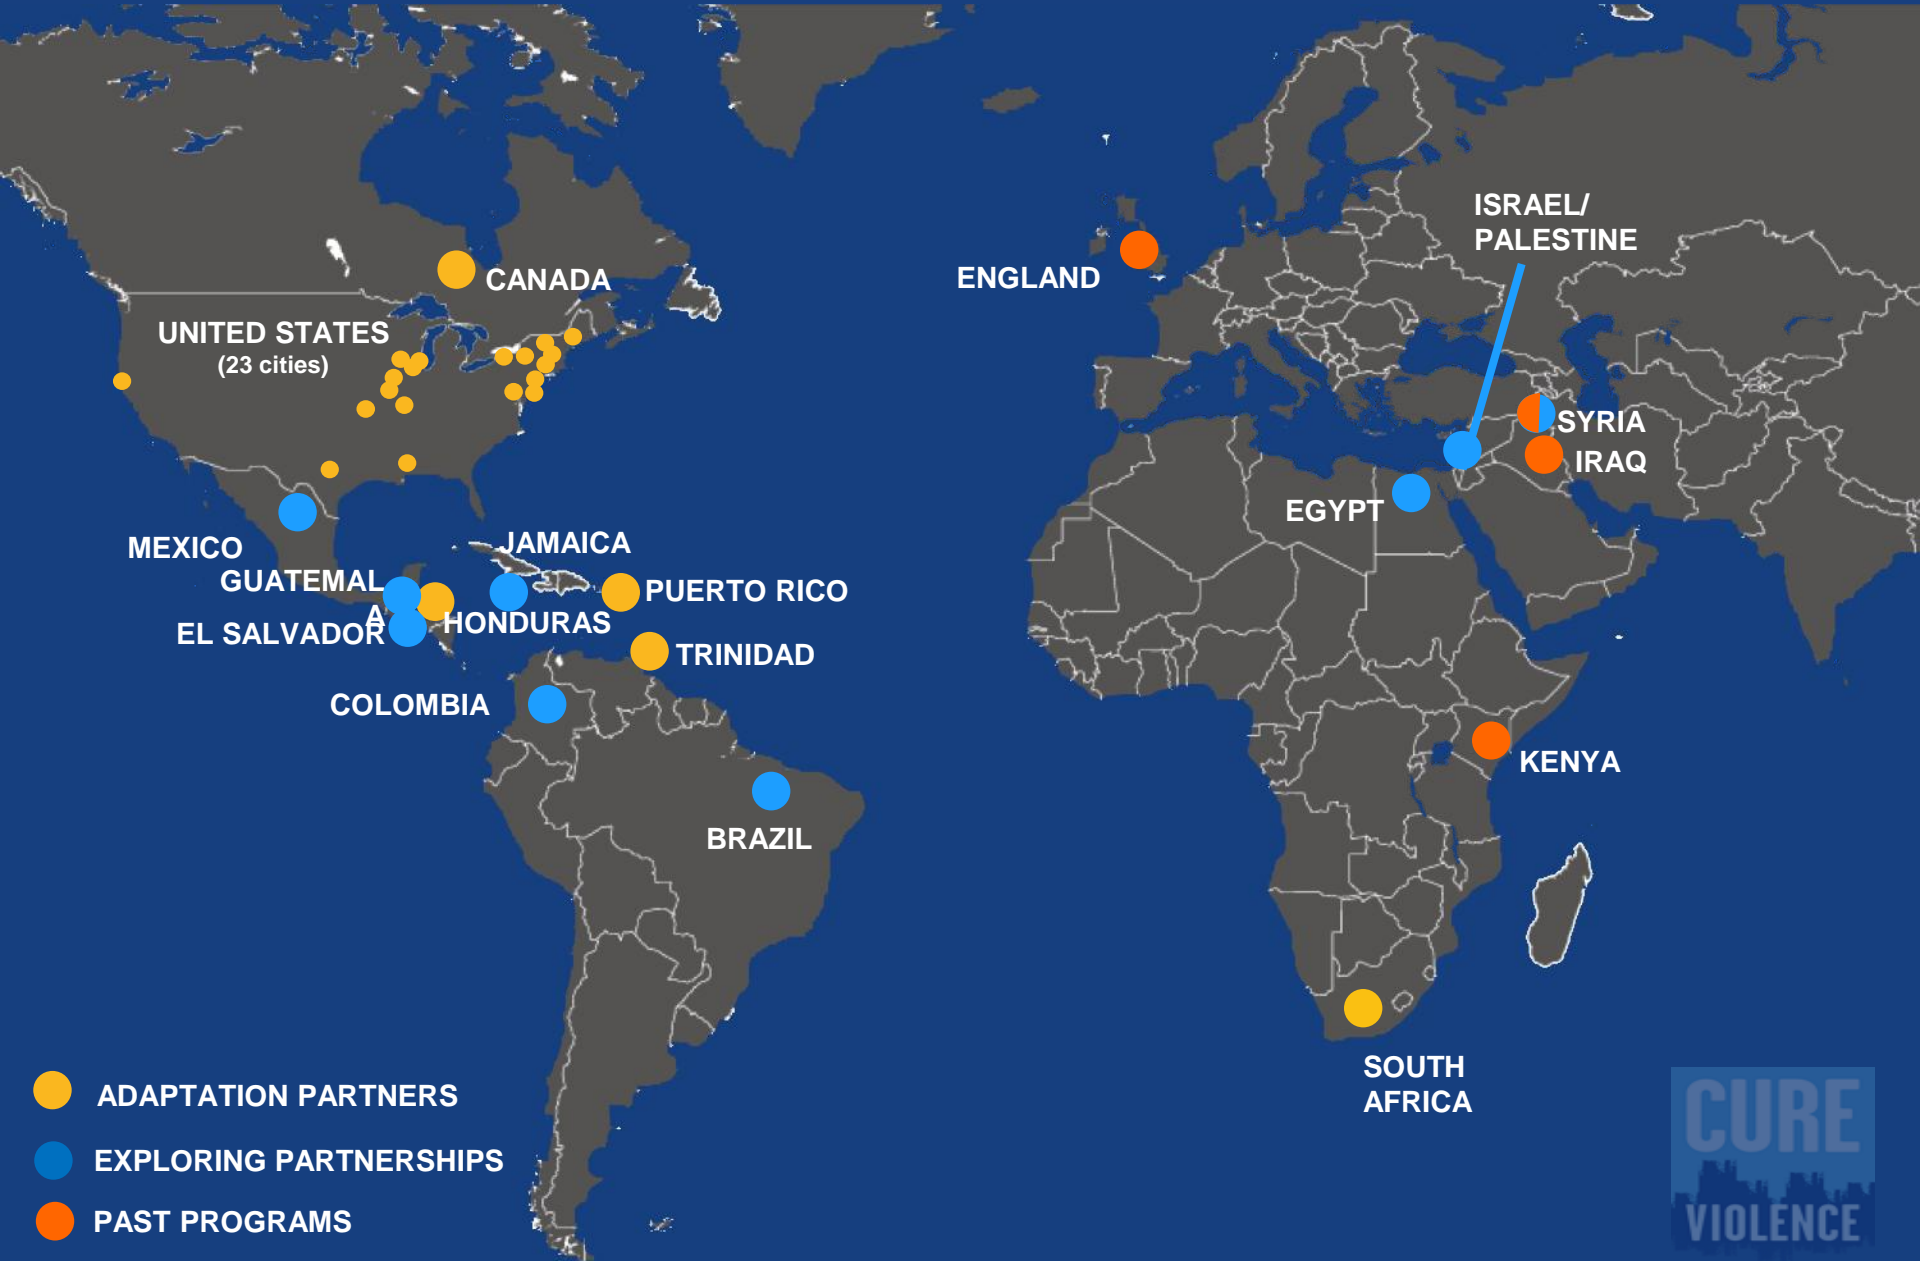 ISRAEL/
PALESTINE
CANADA
ENGLAND
UNITED STATES
(23 cities)
SYRIA
IRAQ
EGYPT
MEXICO
JAMAICA
GUATEMAL
A
PUERTO RICO
HONDURAS
EL SALVADOR
TRINIDAD
COLOMBIA
KENYA
BRAZIL
SOUTH
AFRICA
ADAPTATION PARTNERS
EXPLORING PARTNERSHIPS
PAST PROGRAMS
CURE
VIOLENCE